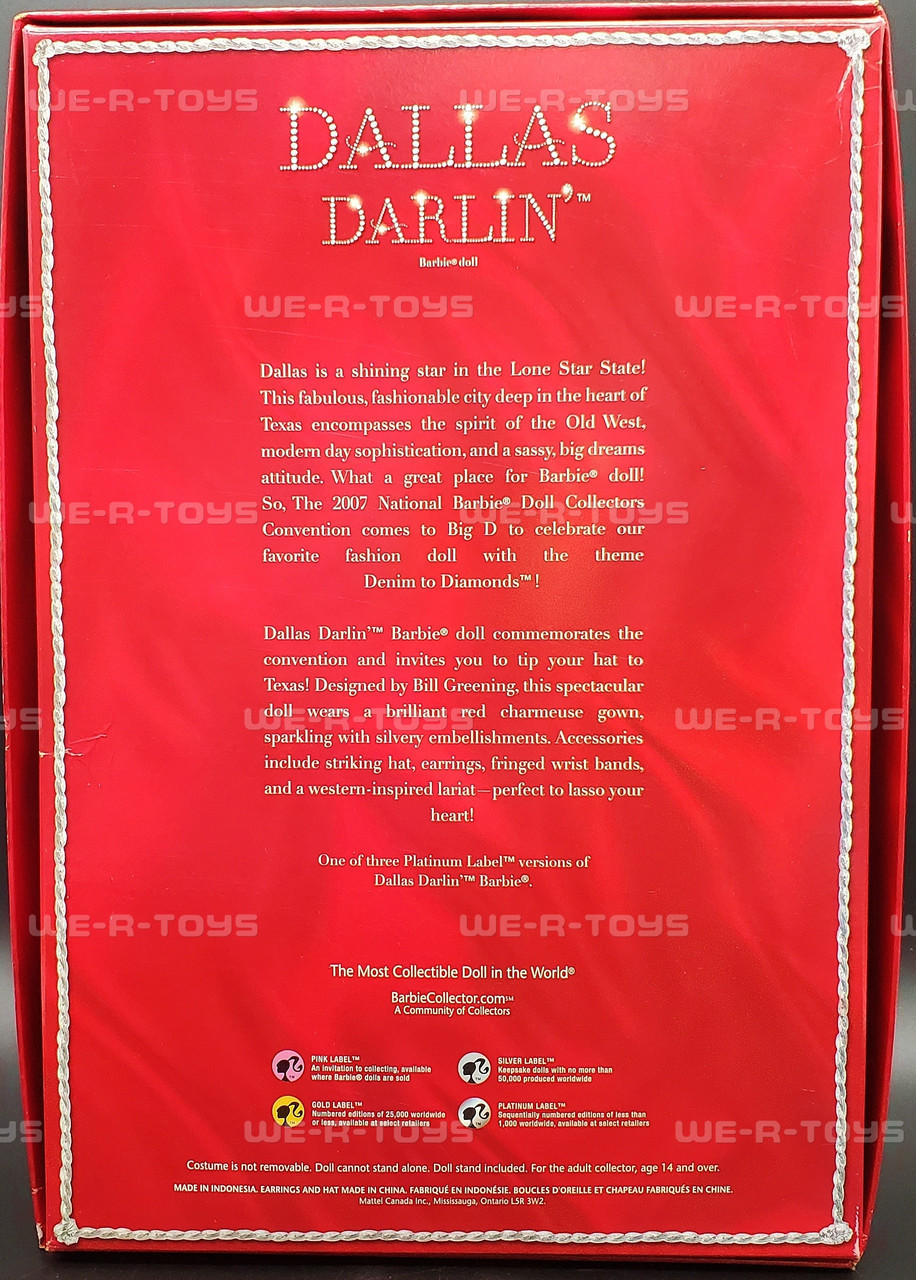 DALLAS
DARLIN'™
Barbie® doll
Dallas is a shining star in the Lone Star State!
This fabulous, fashionable city deep in the heart of
Texas encompasses the spirit of the Old West,
modern day sophistication, and a sassy, big dreams
attitude. What a great place for Barbie® doll!
So, The 2007 National Barbie® Doll Collectors
Convention comes to Big D to celebrate our
favorite fashion doll with the theme
Denim to Diamonds™ !
Dallas Darlin'™ Barbie® doll commemorates the
convention and invites you to tip your hat to
Texas! Designed by Bill Greening, this spectacular
doll wears a brilliant red charmeuse gown,
sparkling with silvery embellishments. Accessories
include striking hat, earrings, fringed wrist bands,
and a western-inspired lariat—perfect to lasso your
heart!
One of three Platinum Label™ versions of
Dallas Darlin'™ Barbie®.
The Most Collectible Doll in the World®
BarbieCollector.com℠
A Community of Collectors
PINK LABEL™
An invitation to collecting, available
where Barbie® dolls are sold
SILVER LABEL™
Keepsake dolls with no more than
50,000 produced worldwide
GOLD LABEL™
Numbered editions of 25,000 worldwide
or less, available at select retailers
PLATINUM LABEL™
Sequentially numbered editions of less than
1,000 worldwide, available at select retailers
Costume is not removable. Doll cannot stand alone. Doll stand included. For the adult collector, age 14 and over.
MADE IN INDONESIA. EARRINGS AND HAT MADE IN CHINA. FABRIQUÉ EN INDONÉSIE. BOUCLES D'OREILLE ET CHAPEAU FABRIQUÉS EN CHINE.
Mattel Canada Inc., Mississauga, Ontario L5R 3W2.
WE-R-TOYS